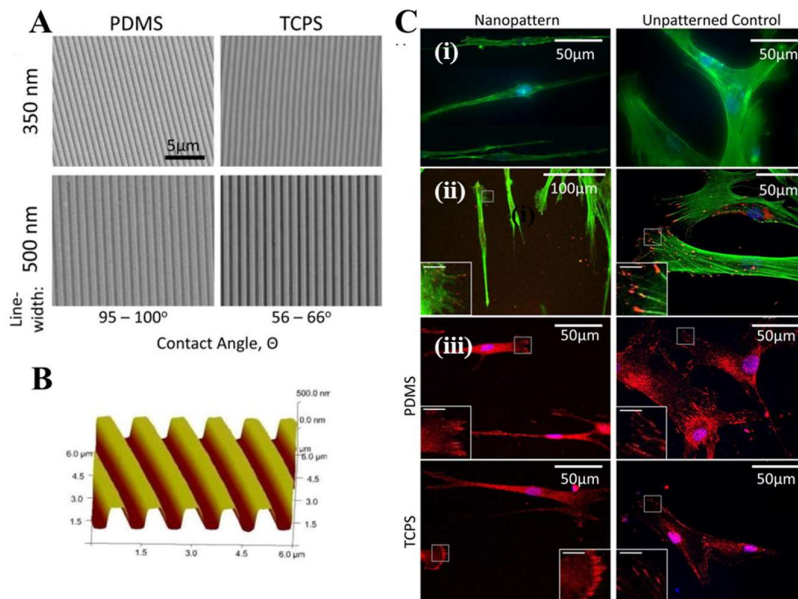 A
PDMS
TCPS
350 nm
5μm
500 nm
Line-
width:
95 – 100°
56 – 66°
Contact Angle, Θ
B
500.0 nm
0.0 nm
μm
6.0 μm
6.0 μm
4.5
4.5
3.0
3.0
1.5
1.5
1.5
3.0
4.5
6.0 μm
C
Nanopattern
Unpatterned Control
(i)
50μm
50μm
(ii)
100μm
50μm
(i)
PDMS
(iii)
50μm
50μm
TCPS
50μm
50μm